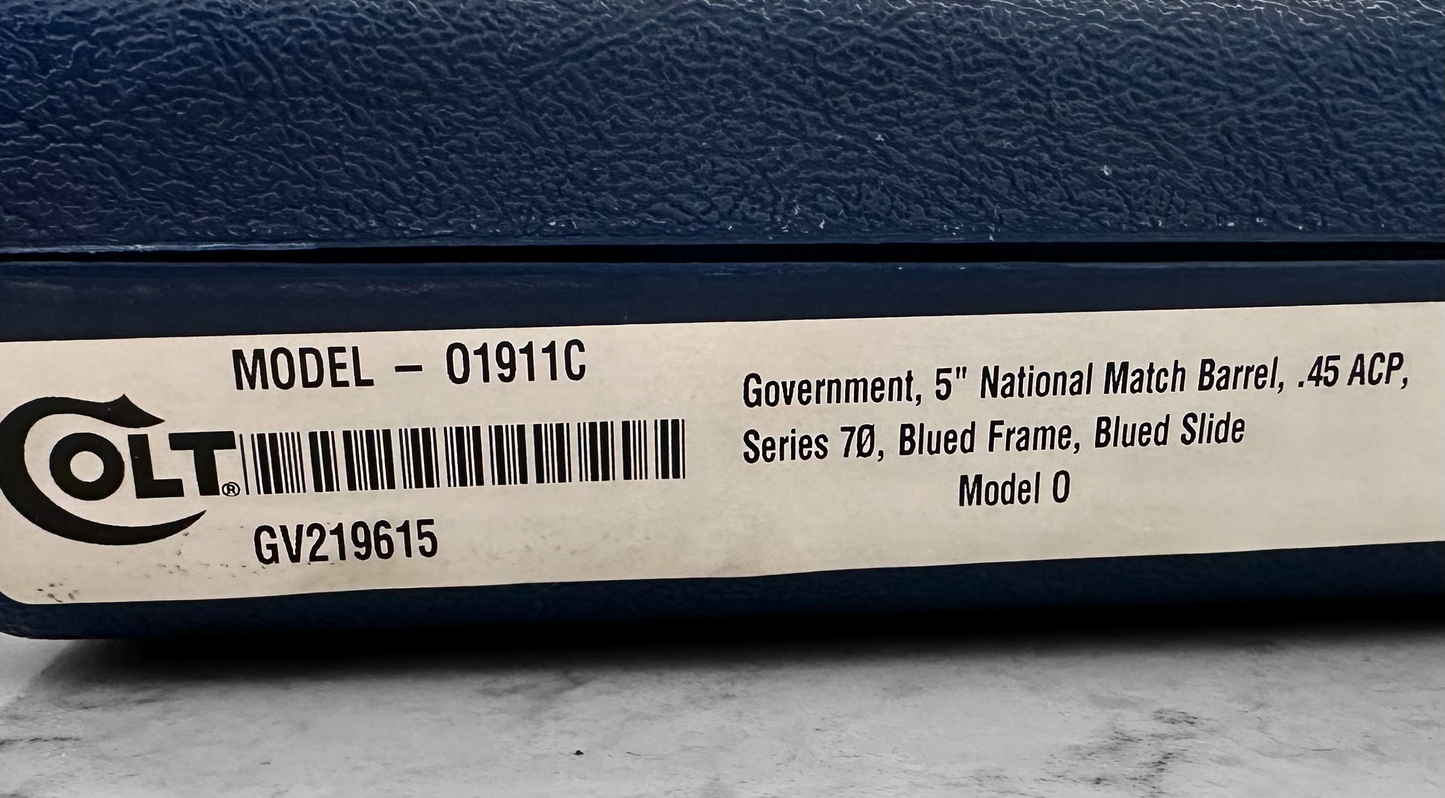 MODEL – O1911C
COLT®
GV219615
Government, 5" National Match Barrel, .45 ACP,
Series 7Ø, Blued Frame, Blued Slide
Model O